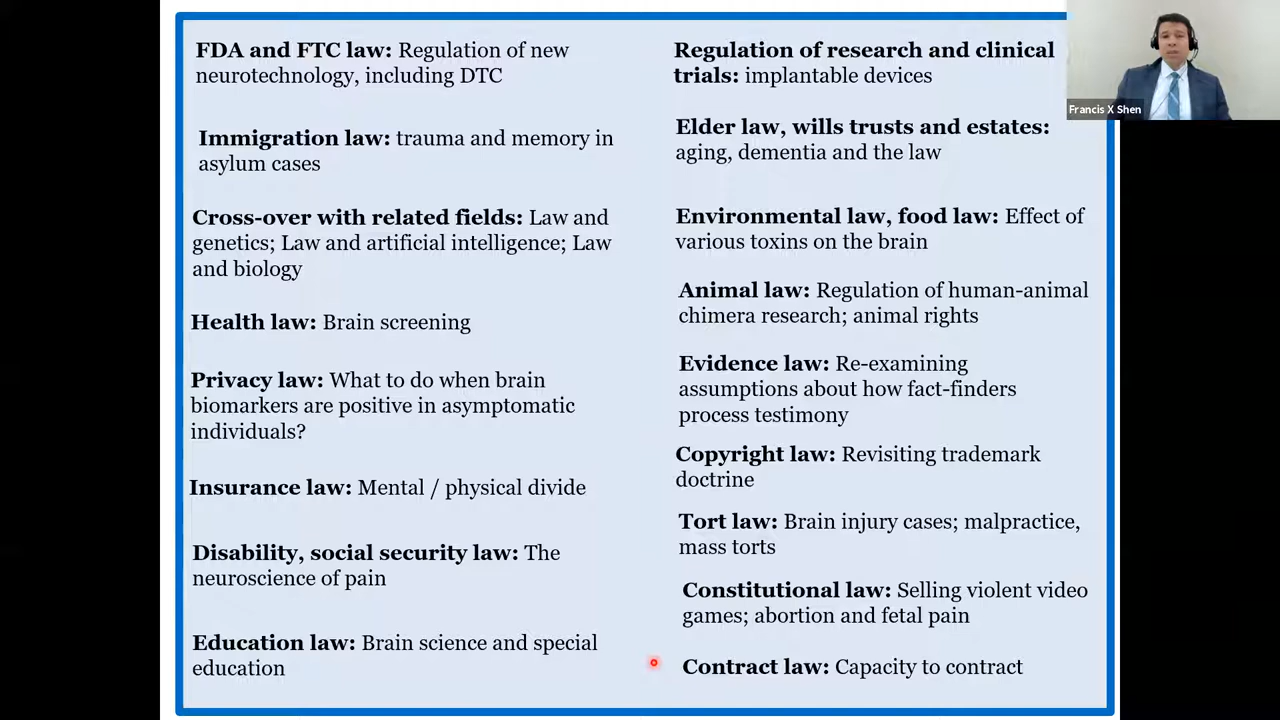 FDA and FTC law: Regulation of new
neurotechnology, including DTC
Immigration law: trauma and memory in
asylum cases
Cross-over with related fields: Law and
genetics; Law and artificial intelligence; Law
and biology
Health law: Brain screening
Privacy law: What to do when brain
biomarkers are positive in asymptomatic
individuals?
Insurance law: Mental / physical divide
Disability, social security law: The
neuroscience of pain
Education law: Brain science and special
education
Regulation of research and clinical
trials: implantable devices
Elder law, wills trusts and estates:
aging, dementia and the law
Environmental law, food law: Effect of
various toxins on the brain
Animal law: Regulation of human-animal
chimera research; animal rights
Evidence law: Re-examining
assumptions about how fact-finders
process testimony
Copyright law: Revisiting trademark
doctrine
Tort law: Brain injury cases; malpractice,
mass torts
Constitutional law: Selling violent video
games; abortion and fetal pain
Contract law: Capacity to contract
Francis X Shen